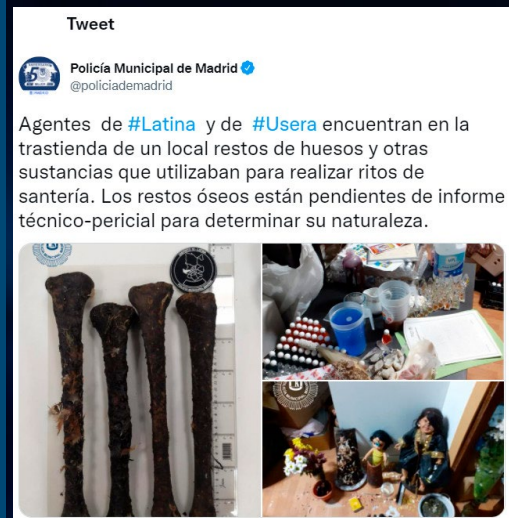 Tweet
Policía Municipal de Madrid
@policiademadrid
Agentes de #Latina y de #Usera encuentran en la
trastienda de un local restos de huesos y otras
sustancias que utilizaban para realizar ritos de
santería. Los restos óseos están pendientes de informe
técnico-pericial para determinar su naturaleza.